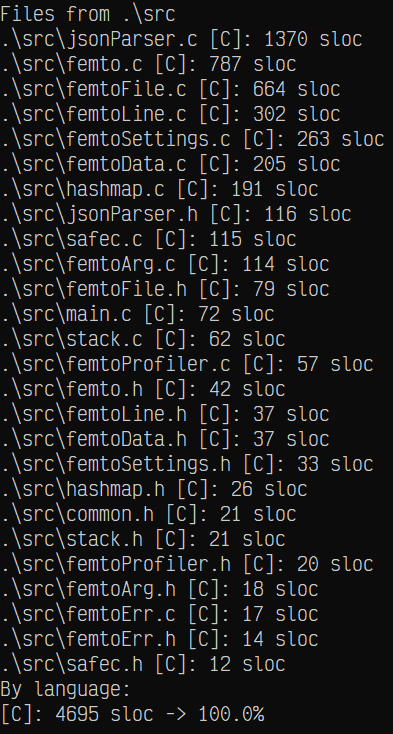 Files from .\src
.\src\jsonParser.c [C]: 1370 sloc
.\src\femto.c [C]: 787 sloc
.\src\femtoFile.c [C]: 664 sloc
.\src\femtoLine.c [C]: 302 sloc
.\src\femtoSettings.c [C]: 263 sloc
.\src\femtoData.c [C]: 205 sloc
.\src\hashmap.c [C]: 191 sloc
.\src\jsonParser.h [C]: 116 sloc
.\src\safec.c [C]: 115 sloc
.\src\femtoArg.c [C]: 114 sloc
.\src\femtoFile.h [C]: 79 sloc
.\src\main.c [C]: 72 sloc
.\src\stack.c [C]: 62 sloc
.\src\femtoProfiler.c [C]: 57 sloc
.\src\femto.h [C]: 42 sloc
.\src\femtoLine.h [C]: 37 sloc
.\src\femtoData.h [C]: 37 sloc
.\src\femtoSettings.h [C]: 33 sloc
.\src\hashmap.h [C]: 26 sloc
.\src\common.h [C]: 21 sloc
.\src\stack.h [C]: 21 sloc
.\src\femtoProfiler.h [C]: 20 sloc
.\src\femtoArg.h [C]: 18 sloc
.\src\femtoErr.c [C]: 17 sloc
.\src\femtoErr.h [C]: 14 sloc
.\src\safec.h [C]: 12 sloc
By language:
[C]: 4695 sloc -> 100.0%